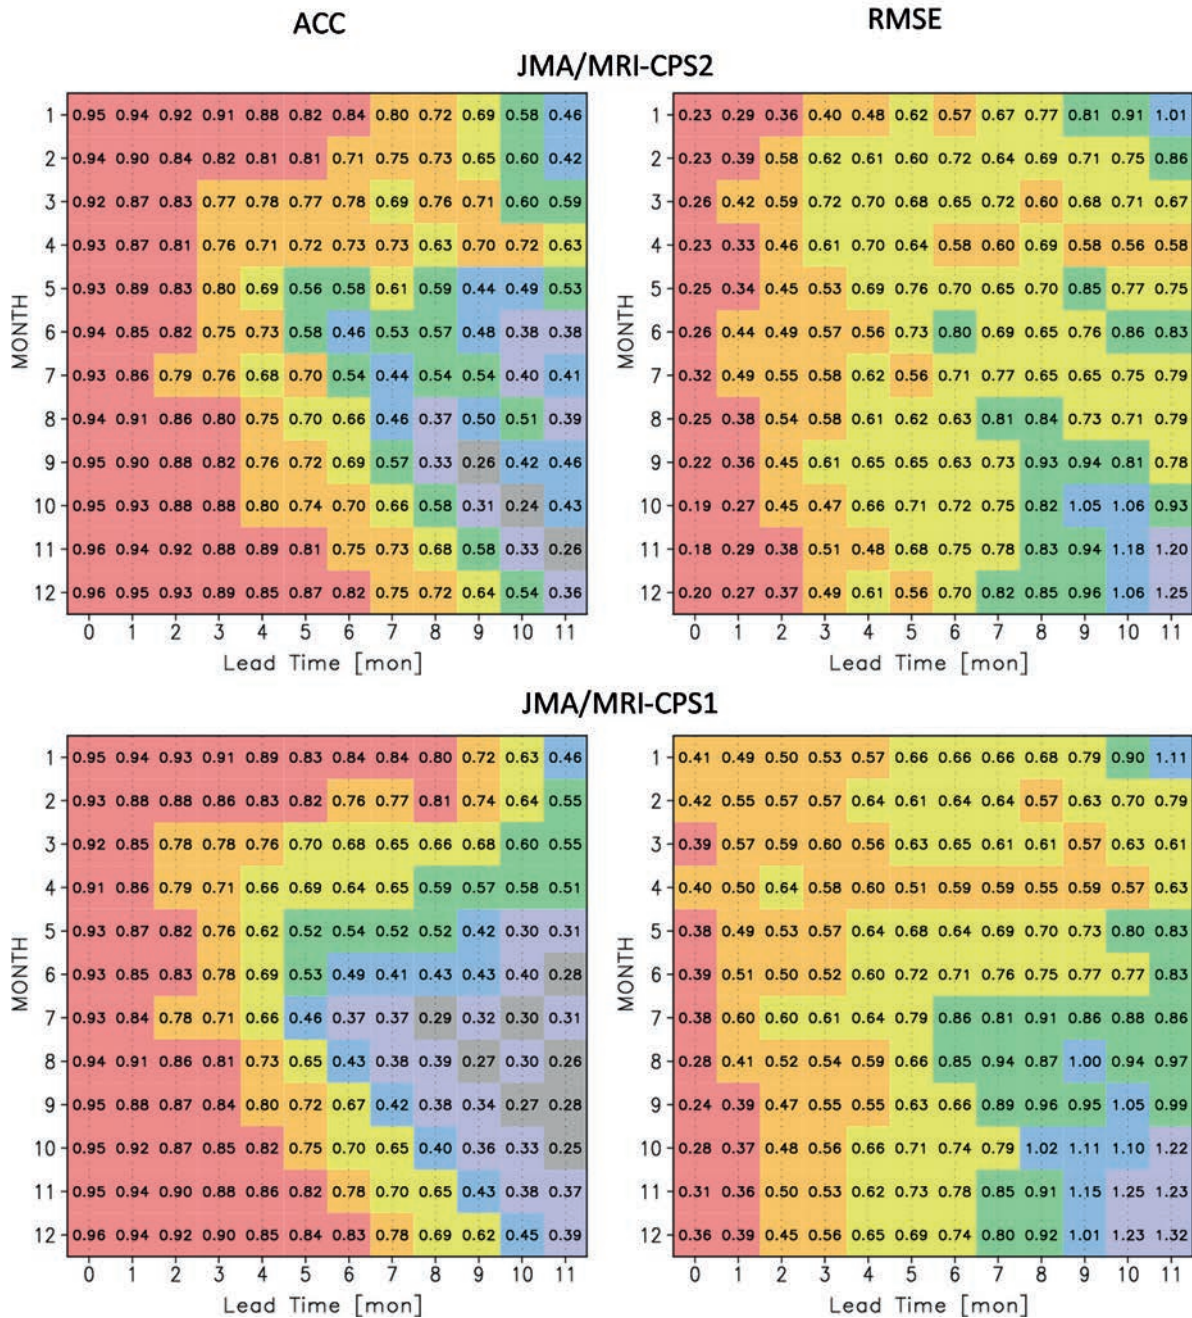 ACC RMSE
JMA/MRI-CPS2
1 0.95 0.94 0.92 0.91 0.88 0.82 0.84 0.80 0.72 0.69 0.58 0.46 0.23 0.29 0.36 0.40 0.48 0.62 0.57 0.67 0.77 0.81 0.91 1.01
2 0.94 0.90 0.84 0.82 0.81 0.81 0.71 0.75 0.73 0.65 0.60 0.42 0.23 0.39 0.58 0.62 0.61 0.60 0.72 0.64 0.69 0.71 0.75 0.86
3 0.92 0.87 0.83 0.77 0.78 0.77 0.78 0.69 0.76 0.71 0.60 0.59 0.26 0.42 0.59 0.72 0.70 0.68 0.65 0.72 0.60 0.68 0.71 0.67
4 0.93 0.87 0.81 0.76 0.71 0.72 0.73 0.73 0.63 0.70 0.72 0.63 0.23 0.33 0.46 0.61 0.70 0.64 0.58 0.60 0.69 0.58 0.56 0.58
5 0.93 0.89 0.83 0.80 0.69 0.56 0.58 0.61 0.59 0.44 0.49 0.53 0.25 0.34 0.45 0.53 0.69 0.76 0.70 0.65 0.70 0.85 0.77 0.75
6 0.94 0.85 0.82 0.75 0.73 0.58 0.46 0.53 0.57 0.48 0.38 0.38 0.26 0.44 0.49 0.57 0.56 0.73 0.80 0.69 0.65 0.76 0.86 0.83
7 0.93 0.86 0.79 0.76 0.68 0.70 0.54 0.44 0.54 0.54 0.40 0.41 0.32 0.49 0.55 0.58 0.62 0.56 0.71 0.77 0.65 0.65 0.75 0.79
8 0.94 0.91 0.86 0.80 0.75 0.70 0.66 0.46 0.37 0.50 0.51 0.39 0.25 0.38 0.54 0.58 0.61 0.62 0.63 0.81 0.84 0.73 0.71 0.79
9 0.95 0.90 0.88 0.82 0.76 0.72 0.69 0.57 0.33 0.26 0.42 0.46 0.22 0.36 0.45 0.61 0.65 0.65 0.63 0.73 0.93 0.94 0.81 0.78
10 0.95 0.93 0.88 0.88 0.80 0.74 0.70 0.66 0.58 0.31 0.24 0.43 0.19 0.27 0.45 0.47 0.66 0.71 0.72 0.75 0.82 1.05 1.06 0.93
11 0.96 0.94 0.92 0.88 0.89 0.81 0.75 0.73 0.68 0.58 0.33 0.26 0.18 0.29 0.38 0.51 0.48 0.68 0.75 0.78 0.83 0.94 1.18 1.20
12 0.96 0.95 0.93 0.89 0.85 0.87 0.82 0.75 0.72 0.64 0.54 0.36 0.20 0.27 0.37 0.49 0.61 0.56 0.70 0.82 0.85 0.96 1.06 1.25
MONTH MONTH
0 1 2 3 4 5 6 7 8 9 10 11 0 1 2 3 4 5 6 7 8 9 10 11
Lead Time [mon] Lead Time [mon]
JMA/MRI-CPS1
1 0.95 0.94 0.93 0.91 0.89 0.83 0.84 0.84 0.80 0.72 0.63 0.46 0.41 0.49 0.50 0.53 0.57 0.66 0.66 0.66 0.68 0.79 0.90 1.11
2 0.93 0.88 0.88 0.86 0.83 0.82 0.76 0.77 0.81 0.74 0.64 0.55 0.42 0.55 0.57 0.57 0.64 0.61 0.64 0.64 0.57 0.63 0.70 0.79
3 0.92 0.85 0.78 0.78 0.76 0.70 0.68 0.65 0.66 0.68 0.60 0.55 0.39 0.57 0.59 0.60 0.56 0.63 0.65 0.61 0.61 0.57 0.63 0.61
4 0.91 0.86 0.79 0.71 0.66 0.69 0.64 0.65 0.59 0.57 0.58 0.51 0.40 0.50 0.64 0.58 0.60 0.51 0.59 0.59 0.55 0.59 0.57 0.63
5 0.93 0.87 0.82 0.76 0.62 0.52 0.54 0.52 0.52 0.42 0.30 0.31 0.38 0.49 0.53 0.57 0.64 0.68 0.64 0.69 0.70 0.73 0.80 0.83
6 0.93 0.85 0.83 0.78 0.69 0.53 0.49 0.41 0.43 0.43 0.40 0.28 0.39 0.51 0.50 0.52 0.60 0.72 0.71 0.76 0.75 0.77 0.77 0.83
7 0.93 0.84 0.78 0.71 0.66 0.46 0.37 0.37 0.29 0.32 0.30 0.31 0.38 0.60 0.60 0.61 0.64 0.79 0.86 0.81 0.91 0.86 0.88 0.86
8 0.94 0.91 0.86 0.81 0.73 0.65 0.43 0.38 0.39 0.27 0.30 0.26 0.28 0.41 0.52 0.54 0.59 0.66 0.85 0.94 0.87 1.00 0.94 0.97
9 0.95 0.88 0.87 0.84 0.80 0.72 0.67 0.42 0.38 0.34 0.27 0.28 0.24 0.39 0.47 0.55 0.55 0.63 0.66 0.89 0.96 0.95 1.05 0.99
10 0.95 0.92 0.87 0.85 0.82 0.75 0.70 0.65 0.40 0.36 0.33 0.25 0.28 0.37 0.48 0.56 0.66 0.71 0.74 0.79 1.02 1.11 1.10 1.22
11 0.95 0.94 0.90 0.88 0.86 0.82 0.78 0.70 0.65 0.43 0.38 0.37 0.31 0.36 0.50 0.53 0.62 0.73 0.78 0.85 0.91 1.15 1.25 1.23
12 0.96 0.94 0.92 0.90 0.85 0.84 0.83 0.78 0.69 0.62 0.45 0.39 0.36 0.39 0.45 0.56 0.65 0.69 0.74 0.80 0.92 1.01 1.23 1.32
MONTH MONTH
0 1 2 3 4 5 6 7 8 9 10 11 0 1 2 3 4 5 6 7 8 9 10 11
Lead Time [mon] Lead Time [mon]